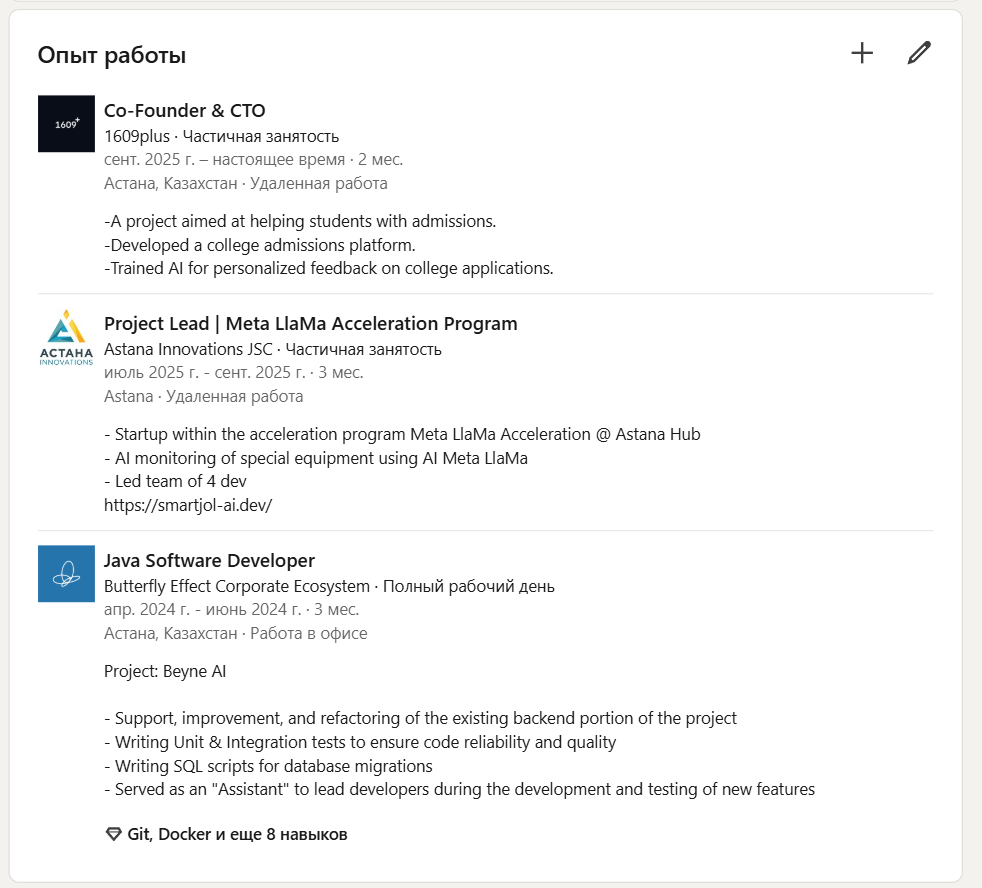 Опыт работы
1609+
Co-Founder & CTO
1609plus · Частичная занятость
сент. 2025 г. – настоящее время · 2 мес.
Астана, Казахстан · Удаленная работа
-A project aimed at helping students with admissions.
-Developed a college admissions platform.
-Trained AI for personalized feedback on college applications.
АСТАНА
INNOVATIONS
Project Lead | Meta LlaMa Acceleration Program
Astana Innovations JSC · Частичная занятость
июль 2025 г. - сент. 2025 г. · 3 мес.
Astana · Удаленная работа
- Startup within the acceleration program Meta LlaMa Acceleration @ Astana Hub
- AI monitoring of special equipment using AI Meta LlaMa
- Led team of 4 dev
https://smartjol-ai.dev/
Java Software Developer
Butterfly Effect Corporate Ecosystem · Полный рабочий день
апр. 2024 г. - июнь 2024 г. · 3 мес.
Астана, Казахстан · Работа в офисе
Project: Beyne AI
- Support, improvement, and refactoring of the existing backend portion of the project
- Writing Unit & Integration tests to ensure code reliability and quality
- Writing SQL scripts for database migrations
- Served as an "Assistant" to lead developers during the development and testing of new features
Git, Docker и еще 8 навыков